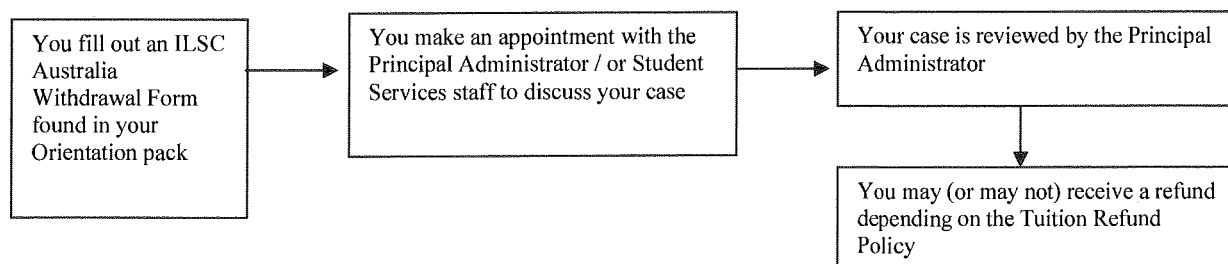 You fill out an ILSC
Australia
Withdrawal Form
found in your
Orientation pack
You make an appointment with the
Principal Administrator / or Student
Services staff to discuss your case
Your case is reviewed by the Principal
Administrator
You may (or may not) receive a refund
depending on the Tuition Refund
Policy